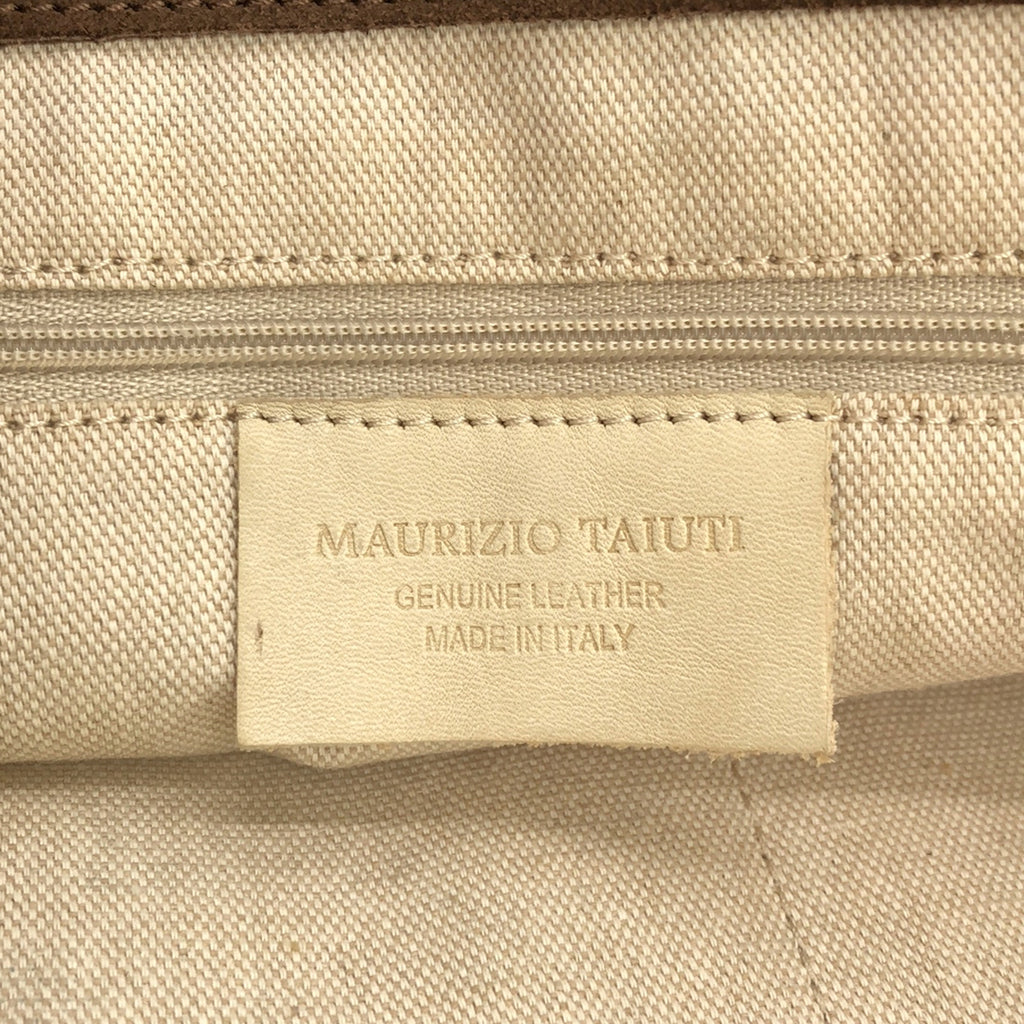 MAURIZIO TAIUTI
GENUINE LEATHER
MADE IN ITALY